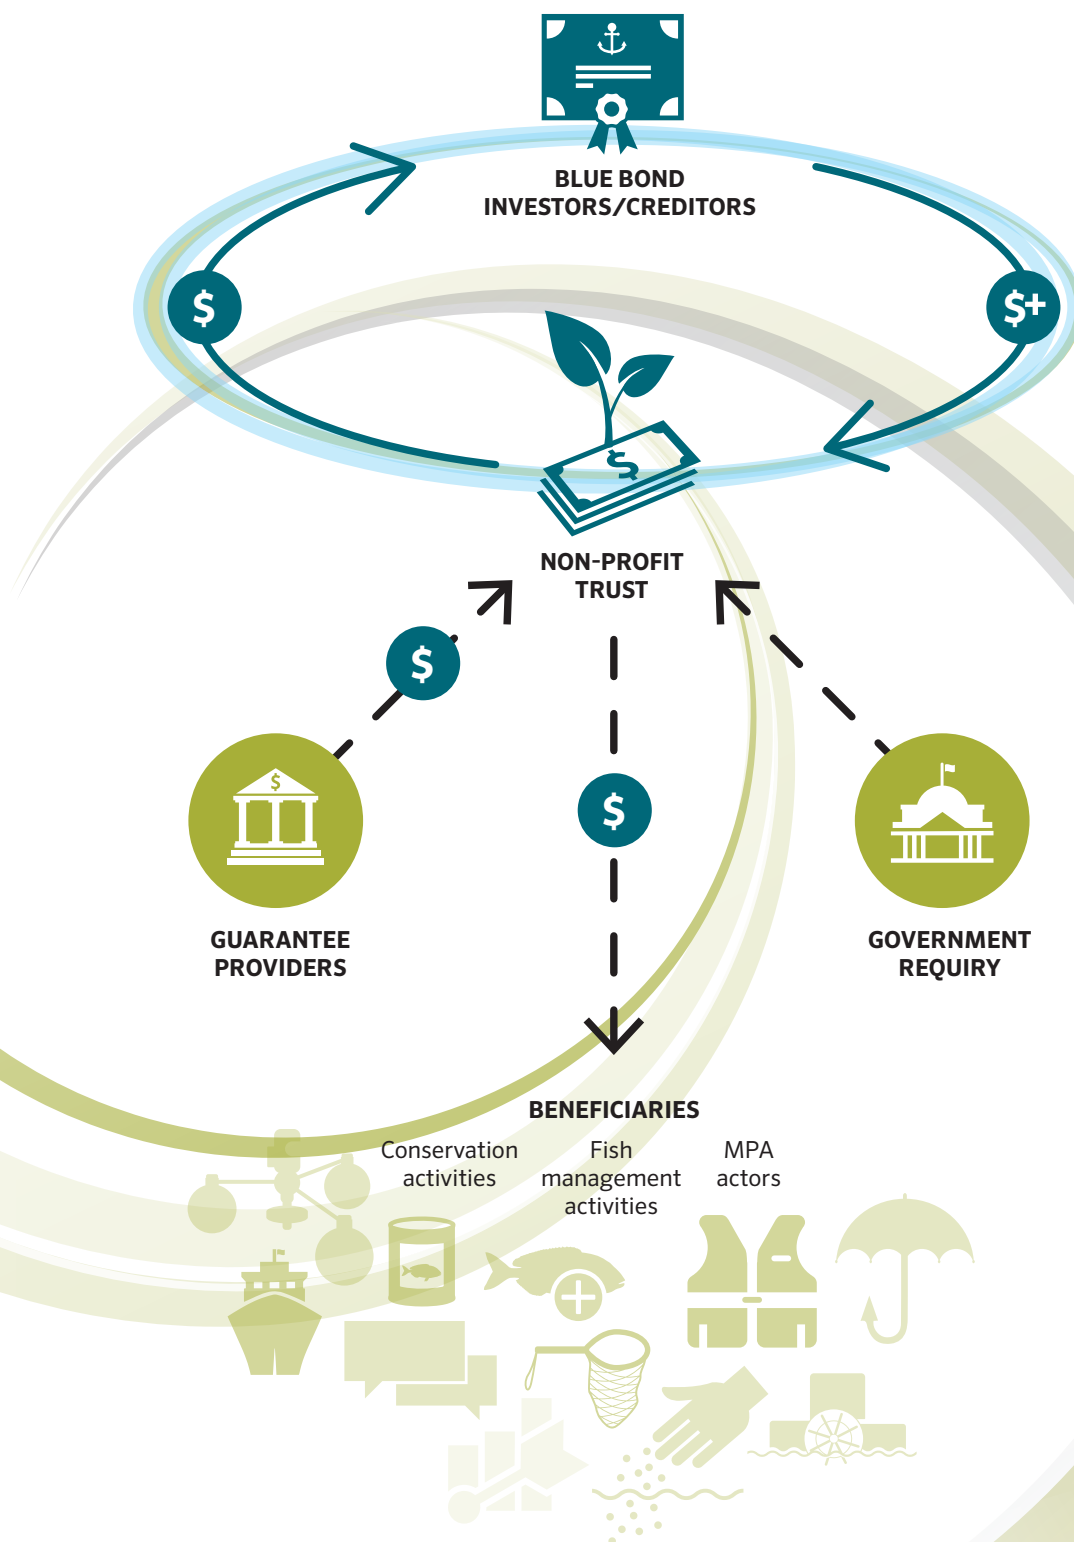 BLUE BOND
INVESTORS/CREDITORS
$
$+
$
NON-PROFIT
TRUST
$
$
$
GUARANTEE
PROVIDERS
GOVERNMENT
REQUIRY
BENEFICIARIES
Conservation
activities
Fish
management
activities
MPA
actors